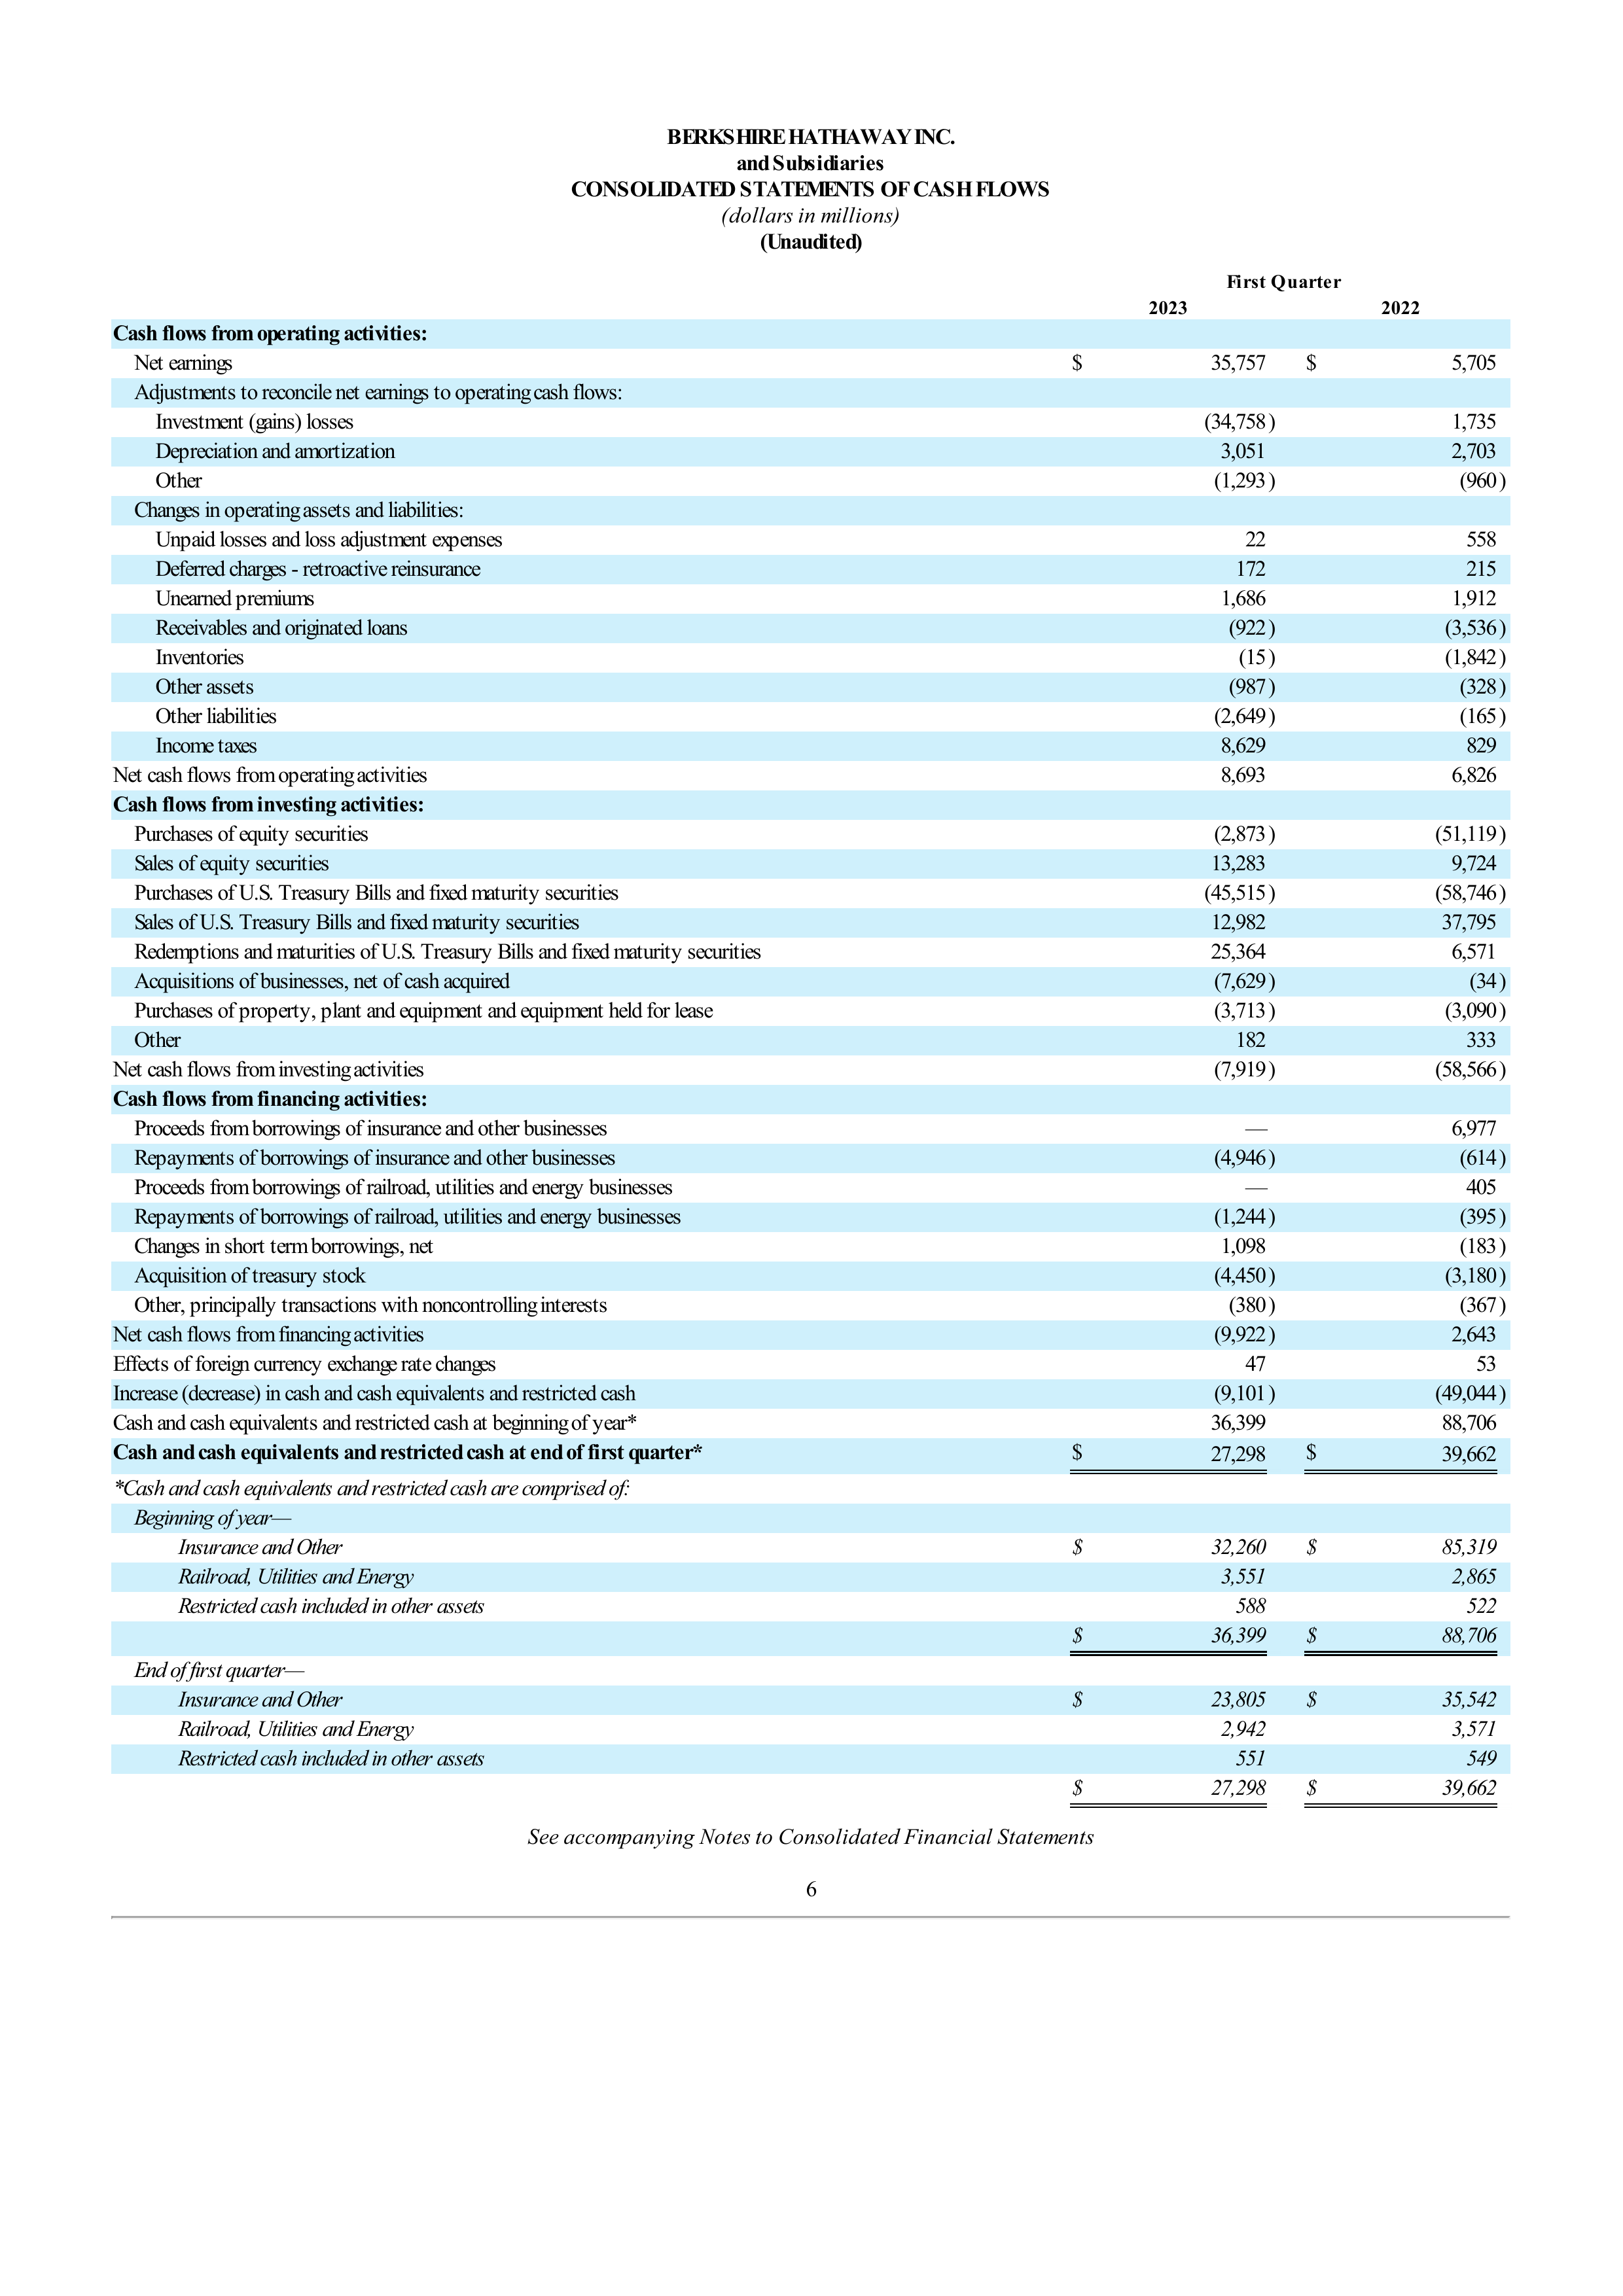 BERKSHIRE HATHAWAY INC.
and Subsidiaries
CONSOLIDATED STATEMENTS OF CASH FLOWS
(dollars in millions)
(Unaudited)
First Quarter
2023 2022
Cash flows from operating activities:
Net earnings $ 35,757 $ 5,705
Adjustments to reconcile net earnings to operating cash flows:
Investment (gains) losses (34,758) 1,735
Depreciation and amortization 3,051 2,703
Other (1,293) (960)
Changes in operating assets and liabilities:
Unpaid losses and loss adjustment expenses 22 558
Deferred charges - retroactive reinsurance 172 215
Unearned premiums 1,686 1,912
Receivables and originated loans (922) (3,536)
Inventories (15) (1,842)
Other assets (987) (328)
Other liabilities (2,649) (165)
Income taxes 8,629 829
Net cash flows from operating activities 8,693 6,826
Cash flows from investing activities:
Purchases of equity securities (2,873) (51,119)
Sales of equity securities 13,283 9,724
Purchases of U.S. Treasury Bills and fixed maturity securities (45,515) (58,746)
Sales of U.S. Treasury Bills and fixed maturity securities 12,982 37,795
Redemptions and maturities of U.S. Treasury Bills and fixed maturity securities 25,364 6,571
Acquisitions of businesses, net of cash acquired (7,629) (34)
Purchases of property, plant and equipment and equipment held for lease (3,713) (3,090)
Other 182 333
Net cash flows from investing activities (7,919) (58,566)
Cash flows from financing activities:
Proceeds from borrowings of insurance and other businesses — 6,977
Repayments of borrowings of insurance and other businesses (4,946) (614)
Proceeds from borrowings of railroad, utilities and energy businesses — 405
Repayments of borrowings of railroad, utilities and energy businesses (1,244) (395)
Changes in short term borrowings, net 1,098 (183)
Acquisition of treasury stock (4,450) (3,180)
Other, principally transactions with noncontrolling interests (380) (367)
Net cash flows from financing activities (9,922) 2,643
Effects of foreign currency exchange rate changes 47 53
Increase (decrease) in cash and cash equivalents and restricted cash (9,101) (49,044)
Cash and cash equivalents and restricted cash at beginning of year* 36,399 88,706
Cash and cash equivalents and restricted cash at end of first quarter* $ 27,298 $ 39,662
*Cash and cash equivalents and restricted cash are comprised of:
Beginning of year—
Insurance and Other $ 32,260 $ 85,319
Railroad, Utilities and Energy 3,551 2,865
Restricted cash included in other assets 588 522
$ 36,399 $ 88,706
End of first quarter—
Insurance and Other $ 23,805 $ 35,542
Railroad, Utilities and Energy 2,942 3,571
Restricted cash included in other assets 551 549
$ 27,298 $ 39,662
See accompanying Notes to Consolidated Financial Statements
6